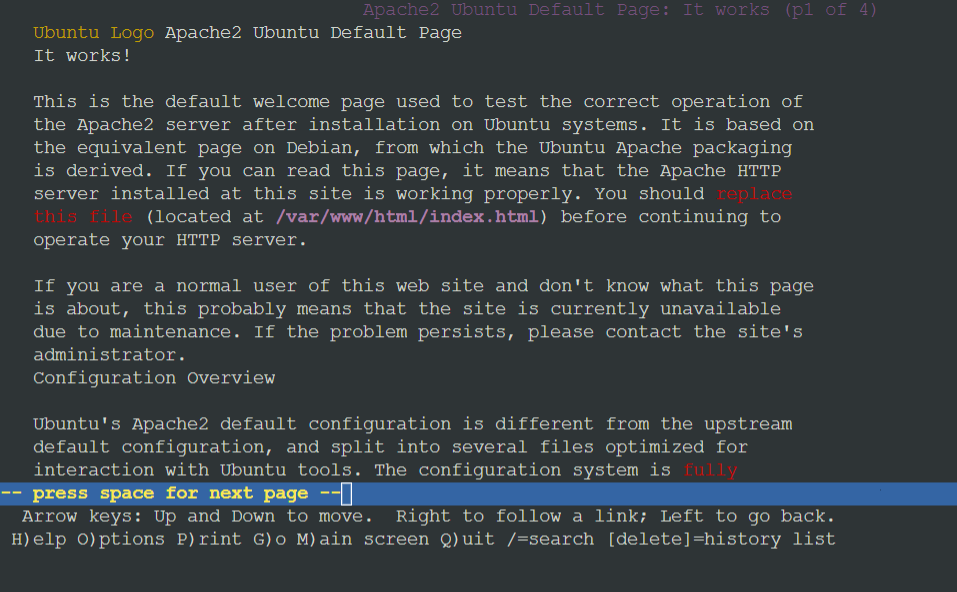 Apache2 Ubuntu Default Page: It works (p1 of 4)
Ubuntu Logo Apache2 Ubuntu Default Page
It works!
This is the default welcome page used to test the correct operation of
the Apache2 server after installation on Ubuntu systems. It is based on
the equivalent page on Debian, from which the Ubuntu Apache packaging
is derived. If you can read this page, it means that the Apache HTTP
server installed at this site is working properly. You should replace
this file (located at /var/www/html/index.html) before continuing to
operate your HTTP server.
If you are a normal user of this web site and don't know what this page
is about, this probably means that the site is currently unavailable
due to maintenance. If the problem persists, please contact the site's
administrator.
Configuration Overview
Ubuntu's Apache2 default configuration is different from the upstream
default configuration, and split into several files optimized for
interaction with Ubuntu tools. The configuration system is fully
-- press space for next page --
Arrow keys: Up and Down to move.  Right to follow a link; Left to go back.
H)elp O)ptions P)rint G)o M)ain screen Q)uit /=search [delete]=history list